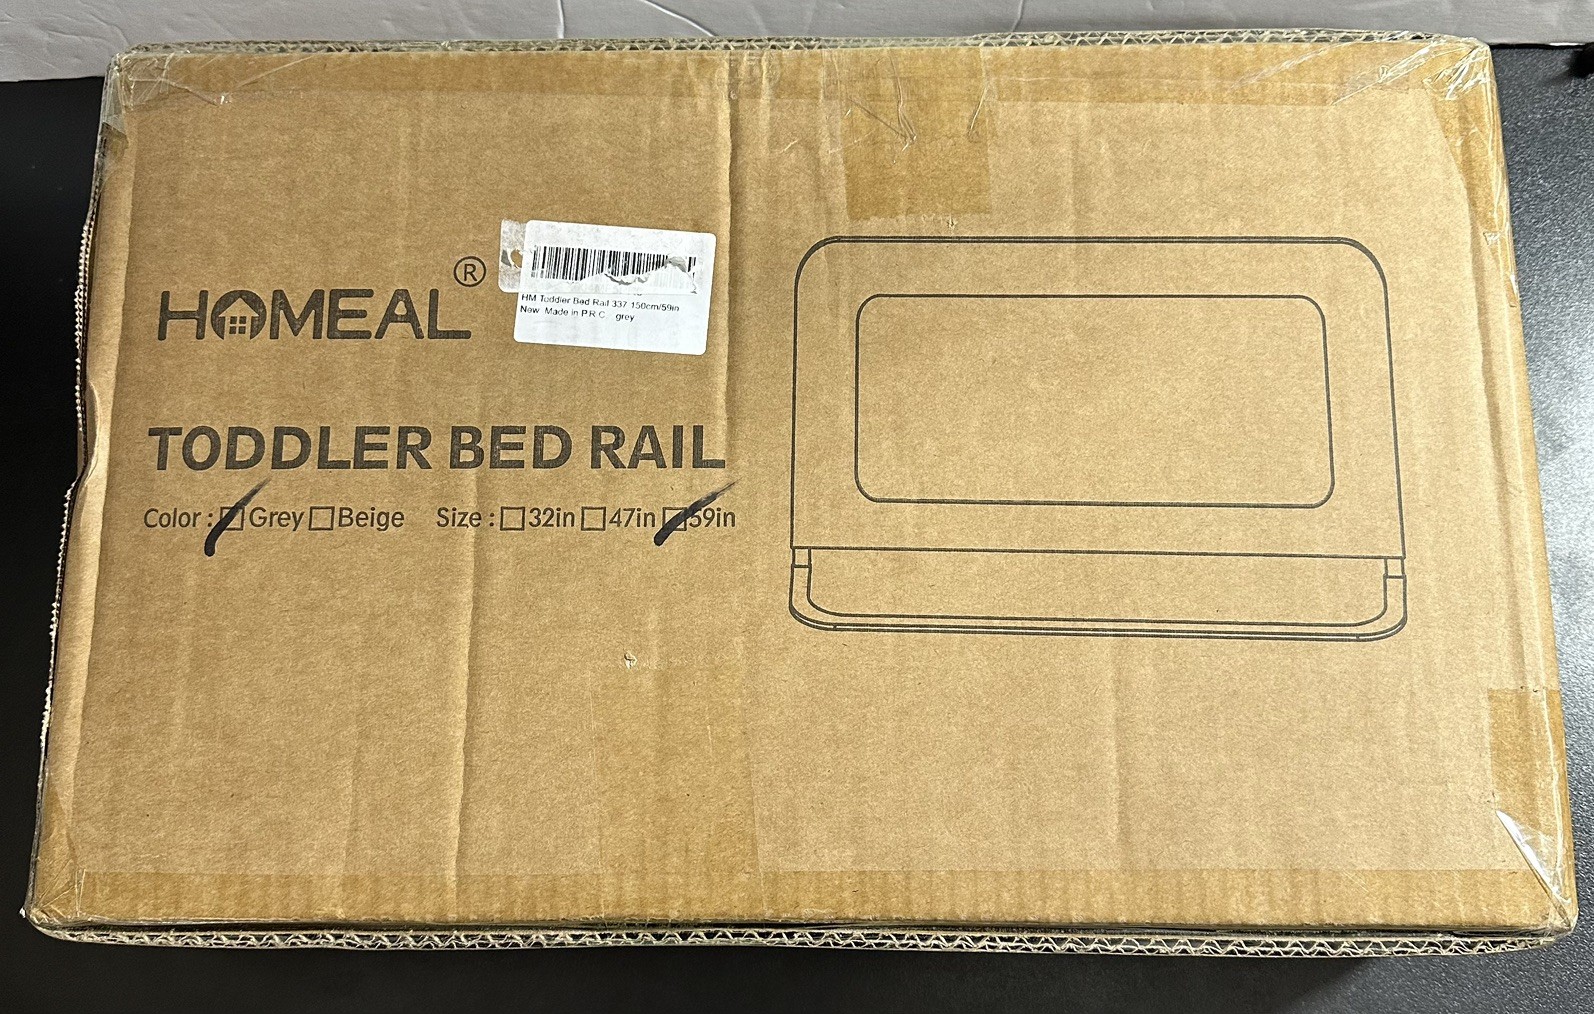 HOMEAL®
HM Toddler Bed Rail 337 150cm/59in
New Made in P.R.C. grey
TODDLER BED RAIL
Color : Grey Beige Size : 32in 47in 59in